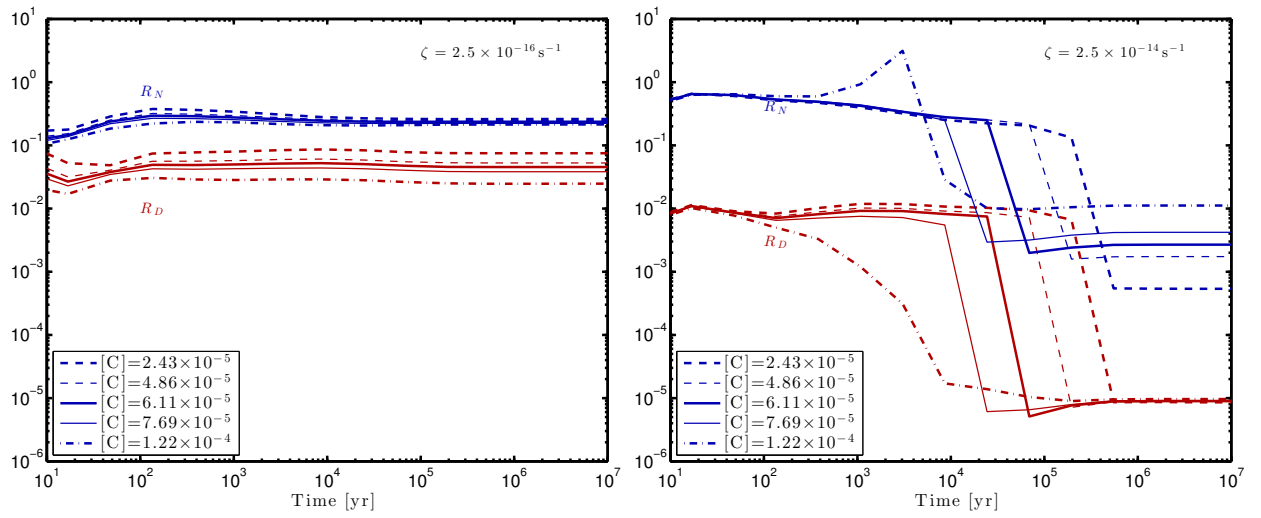 10^1
10^0
10^-1
10^-2
10^-3
10^-4
10^-5
10^-6
ζ = 2.5 × 10^-16 s^-1
R_N
R_D
[C]=2.43×10^-5
[C]=4.86×10^-5
[C]=6.11×10^-5
[C]=7.69×10^-5
[C]=1.22×10^-4
10^1 10^2 10^3 10^4 10^5 10^6 10^7
Time [yr]
10^1
10^0
10^-1
10^-2
10^-3
10^-4
10^-5
10^-6
ζ = 2.5 × 10^-14 s^-1
R_N
R_D
[C]=2.43×10^-5
[C]=4.86×10^-5
[C]=6.11×10^-5
[C]=7.69×10^-5
[C]=1.22×10^-4
10^1 10^2 10^3 10^4 10^5 10^6 10^7
Time [yr]